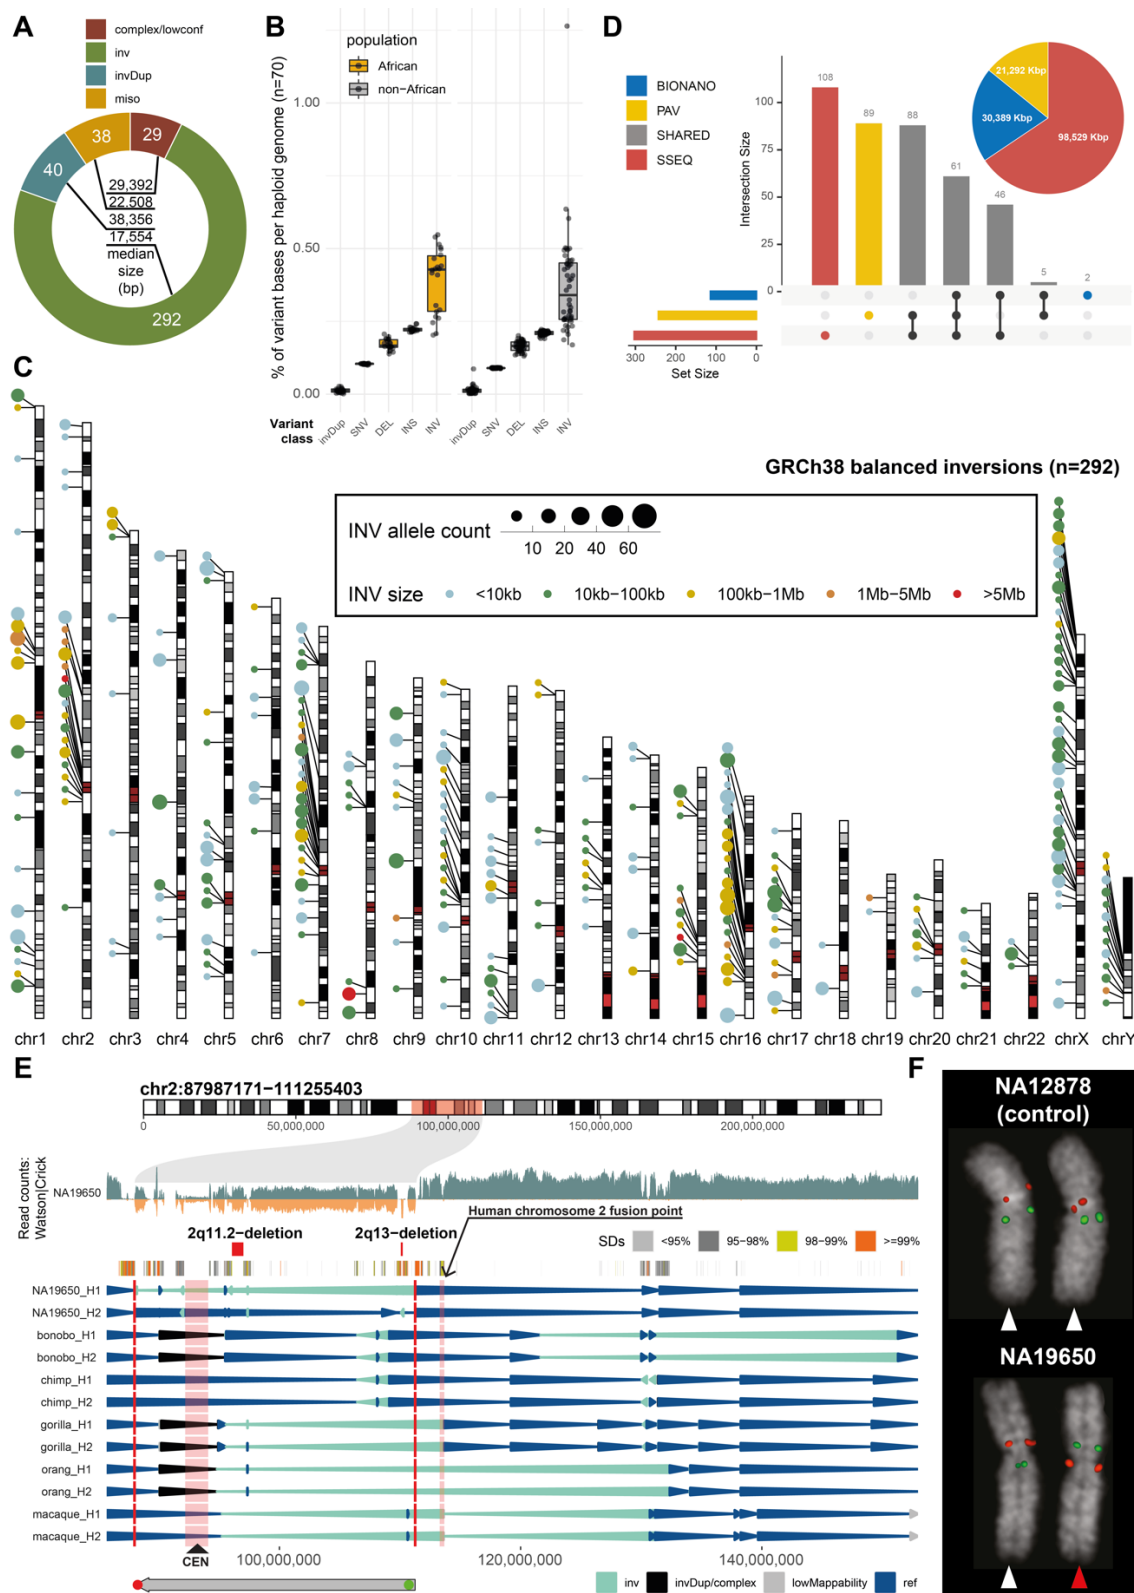 A
complex/lowconf
inv
invDup
miso
38
29
40
29,392
22,508
38,356
17,554
median
size
(bp)
292
B
population
African
non-African
% of variant bases per haploid genome (n=70)
1.00
0.50
0.00
Variant
class
invDup
SNV
DEL
INS
INV
invDup
SNV
DEL
INS
INV
D
BIONANO
PAV
SHARED
SSEQ
Intersection Size
100
75
50
25
0
108
89
88
61
46
5
2
21,292 Kbp
30,389 Kbp
98,529 Kbp
300
200
100
0
Set Size
C
GRCh38 balanced inversions (n=292)
INV allele count
10
20
40
60
INV size
<10kb
10kb-100kb
100kb-1Mb
1Mb-5Mb
>5Mb
chr1
chr2
chr3
chr4
chr5
chr6
chr7
chr8
chr9
chr10
chr11
chr12
chr13
chr14
chr15
chr16
chr17
chr18
chr19
chr20
chr21
chr22
chrX
chrY
E
chr2:87987171-111255403
0
50,000,000
100,000,000
150,000,000
200,000,000
Read counts:
Watson|Crick
NA19650
Human chromosome 2 fusion point
2q11.2-deletion
2q13-deletion
SDs
<95%
95-98%
98-99%
>=99%
NA19650_H1
NA19650_H2
bonobo_H1
bonobo_H2
chimp_H1
chimp_H2
gorilla_H1
gorilla_H2
orang_H1
orang_H2
macaque_H1
macaque_H2
CEN
100,000,000
120,000,000
140,000,000
inv
invDup/complex
lowMappability
ref
F
NA12878
(control)
NA19650